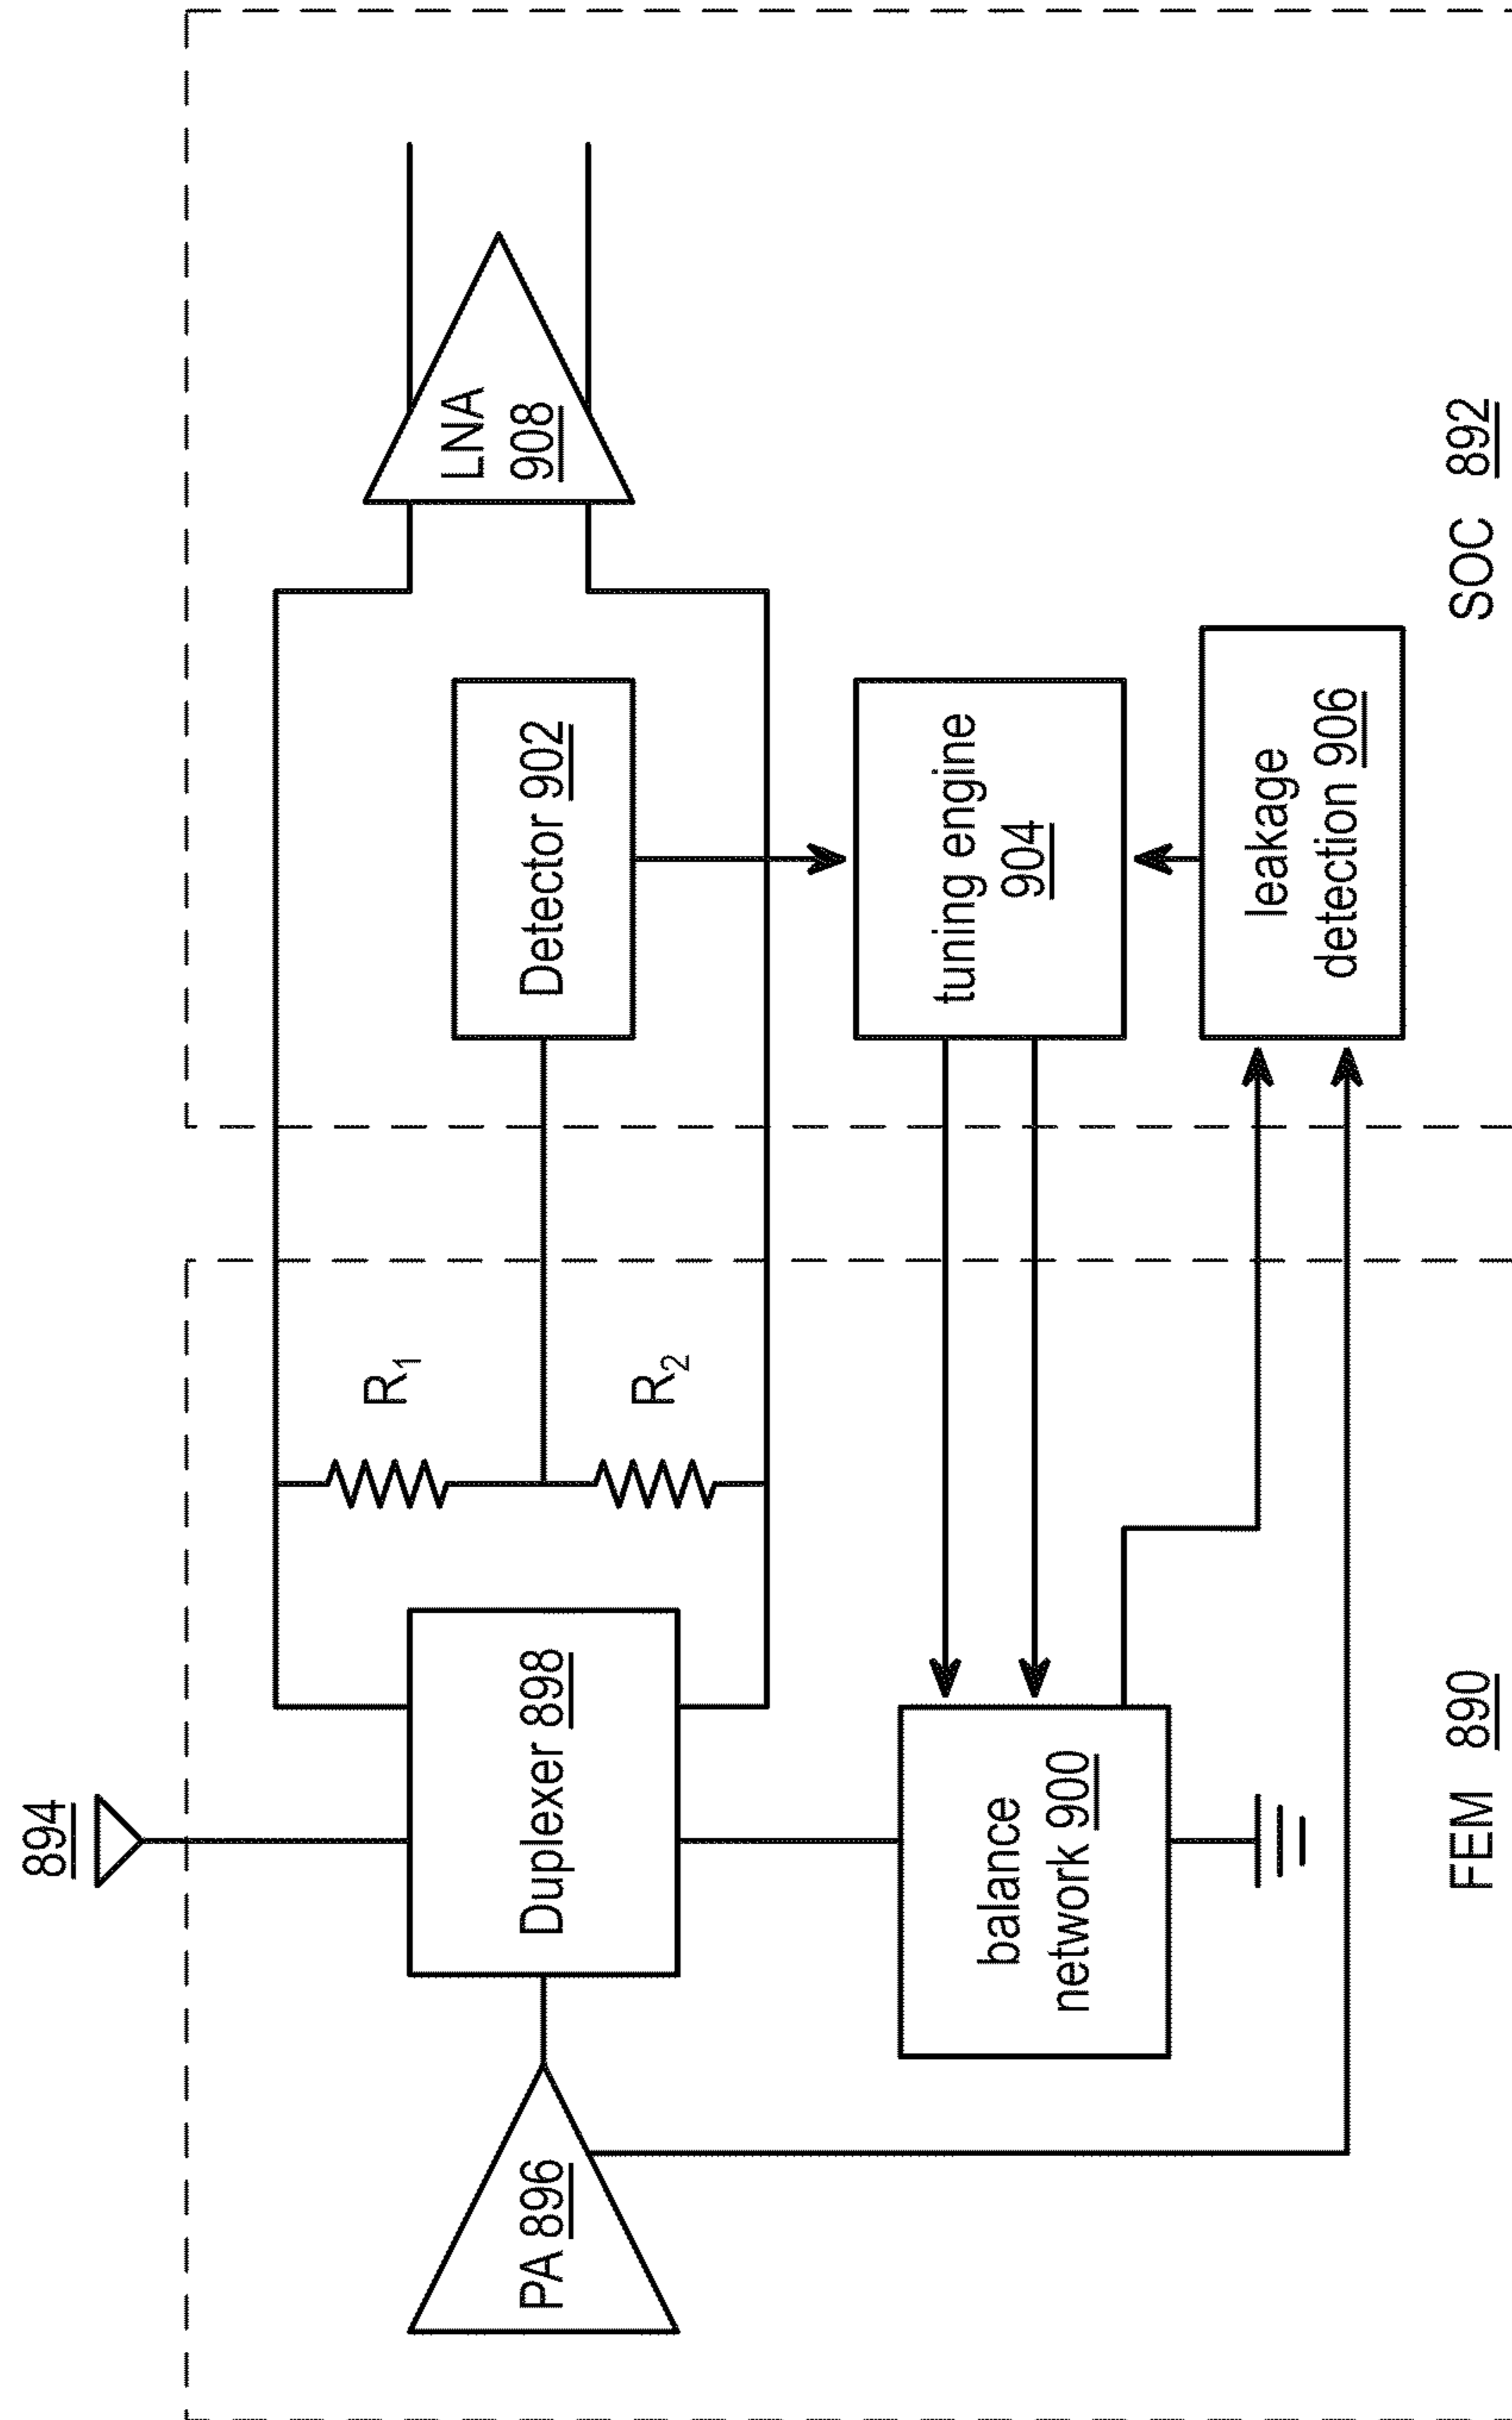 894
PA 896
Duplexer 898
R1
R2
Detector 902
LNA
908
balance
network 900
tuning engine
904
leakage
detection 906
FEM 890
SOC 892